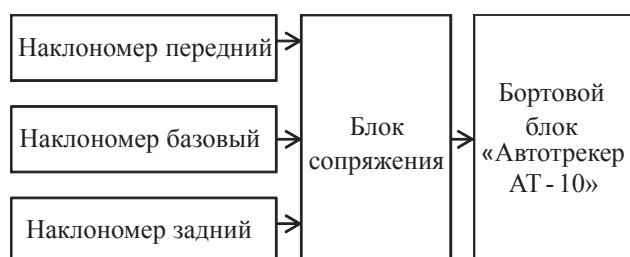 Наклономер передний
Наклономер базовый
Наклономер задний
Блок
сопряжения
Бортовой
блок
«Автотрекер
АТ - 10»